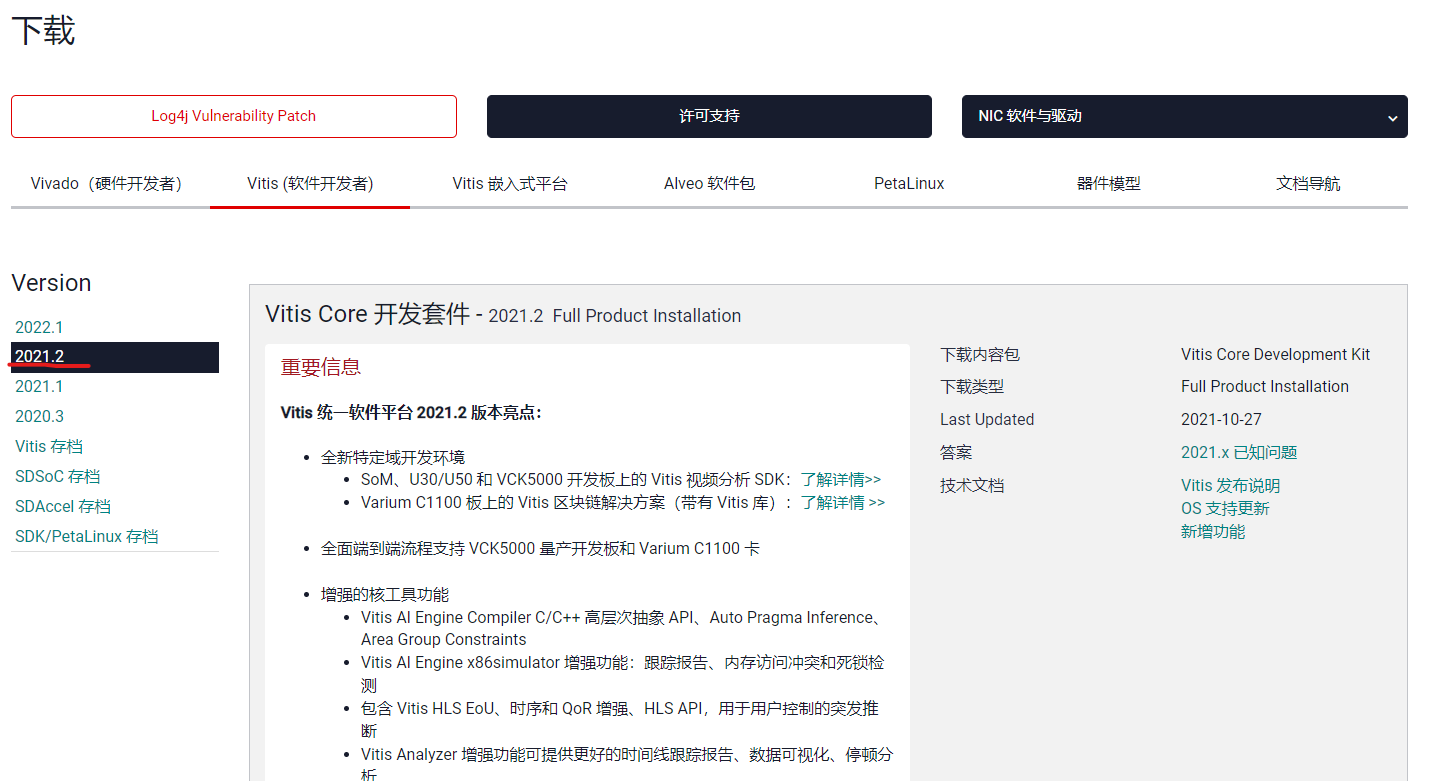 下载
Log4j Vulnerability Patch
许可支持
NIC 软件与驱动
Vivado（硬件开发者）
Vitis (软件开发者)
Vitis 嵌入式平台
Alveo 软件包
PetaLinux
器件模型
文档导航
Version
2022.1
2021.2
2021.1
2020.3
Vitis 存档
SDSoC 存档
SDAccel 存档
SDK/PetaLinux 存档
Vitis Core 开发套件 - 2021.2 Full Product Installation
重要信息
Vitis 统一软件平台 2021.2 版本亮点：
全新特定域开发环境
SoM、U30/U50 和 VCK5000 开发板上的 Vitis 视频分析 SDK：了解详情>>
Varium C1100 板上的 Vitis 区块链解决方案（带有 Vitis 库）：了解详情 >>
全面端到端流程支持 VCK5000 量产开发板和 Varium C1100 卡
增强的核工具功能
Vitis AI Engine Compiler C/C++ 高层次抽象 API、Auto Pragma Inference、
Area Group Constraints
Vitis AI Engine x86simulator 增强功能：跟踪报告、内存访问冲突和死锁检
测
包含 Vitis HLS EoU、时序和 QoR 增强、HLS API，用于用户控制的突发推
断
Vitis Analyzer 增强功能可提供更好的时间线跟踪报告、数据可视化、停顿分
析
下载内容包
Vitis Core Development Kit
下载类型
Full Product Installation
Last Updated
2021-10-27
答案
2021.x 已知问题
技术文档
Vitis 发布说明
OS 支持更新
新增功能